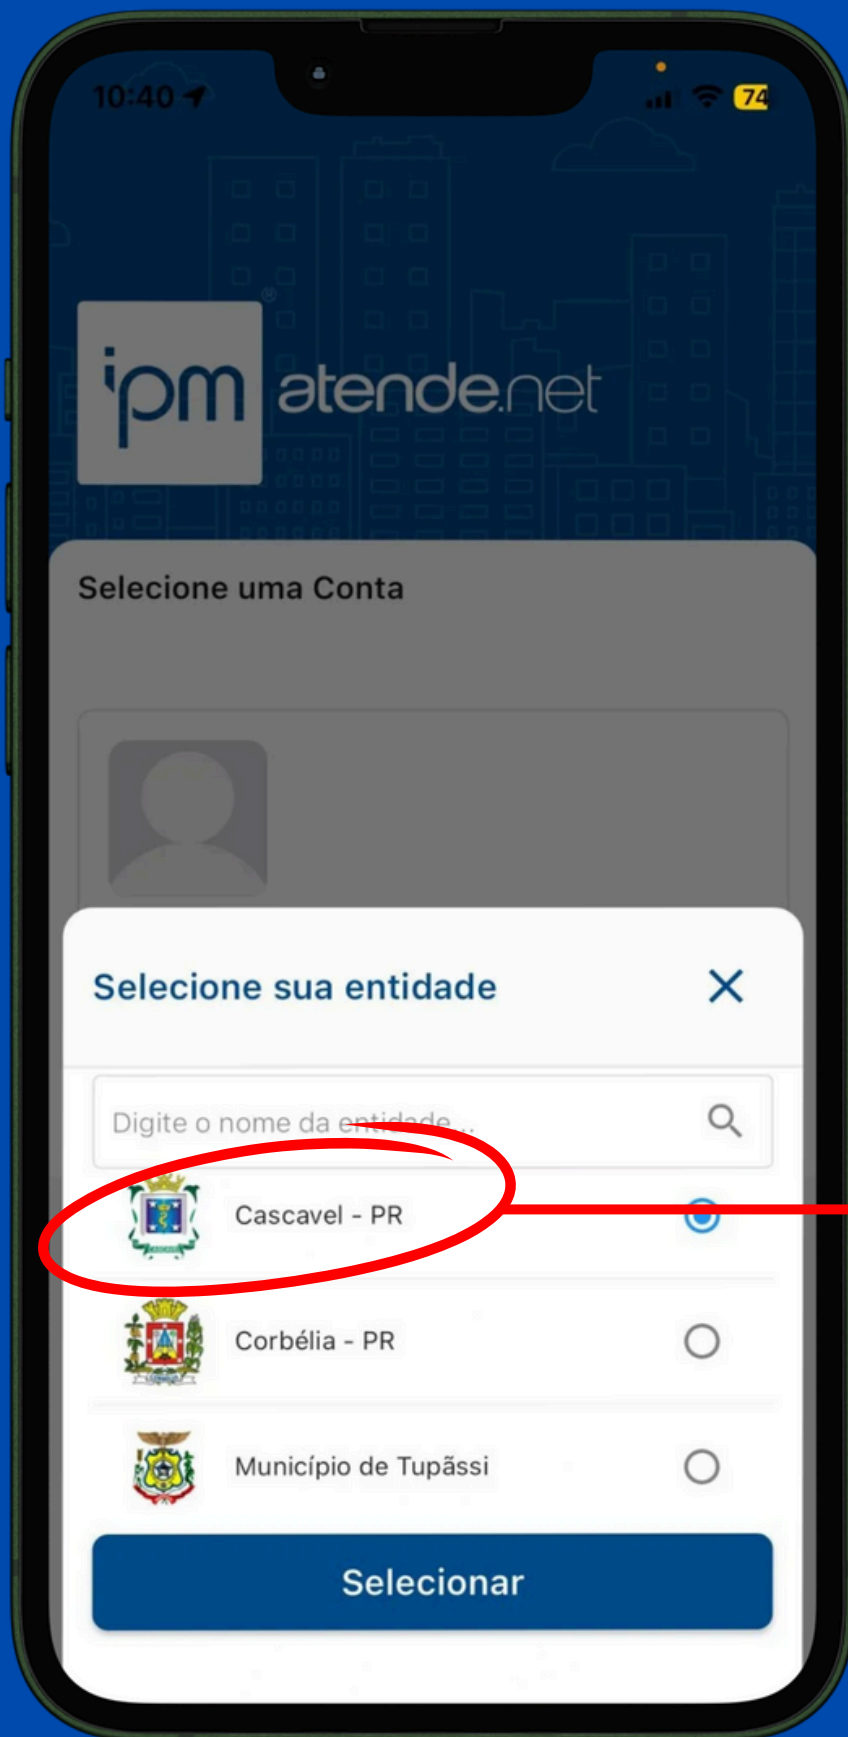 10:40
74
ipm atende.net
®
Selecione uma Conta
Selecione sua entidade
Digite o nome da entidade...
Cascavel - PR
Corbélia - PR
Município de Tupãssi
Selecionar